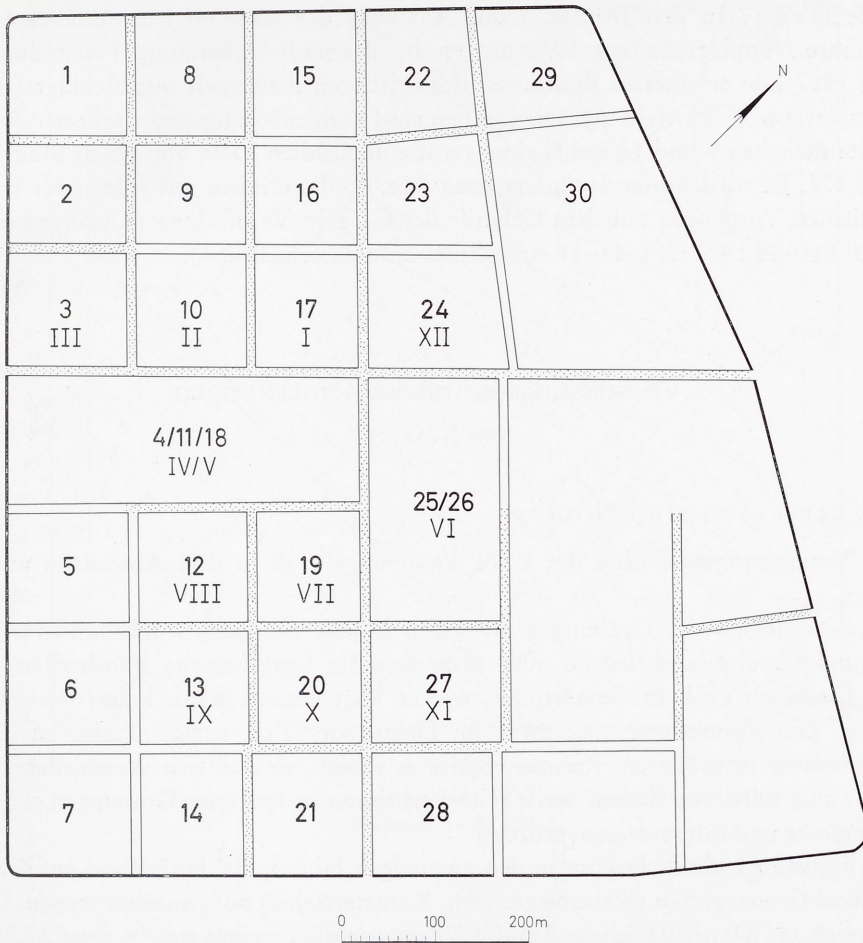 1 8 15 22 29
N
2 9 16 23 30
3 10 17 24
III II I XII
4/11/18
IV/V
25/26
VI
5 12 19
VIII VII
6 13 20 27
IX X XI
7 14 21 28
0 100 200m